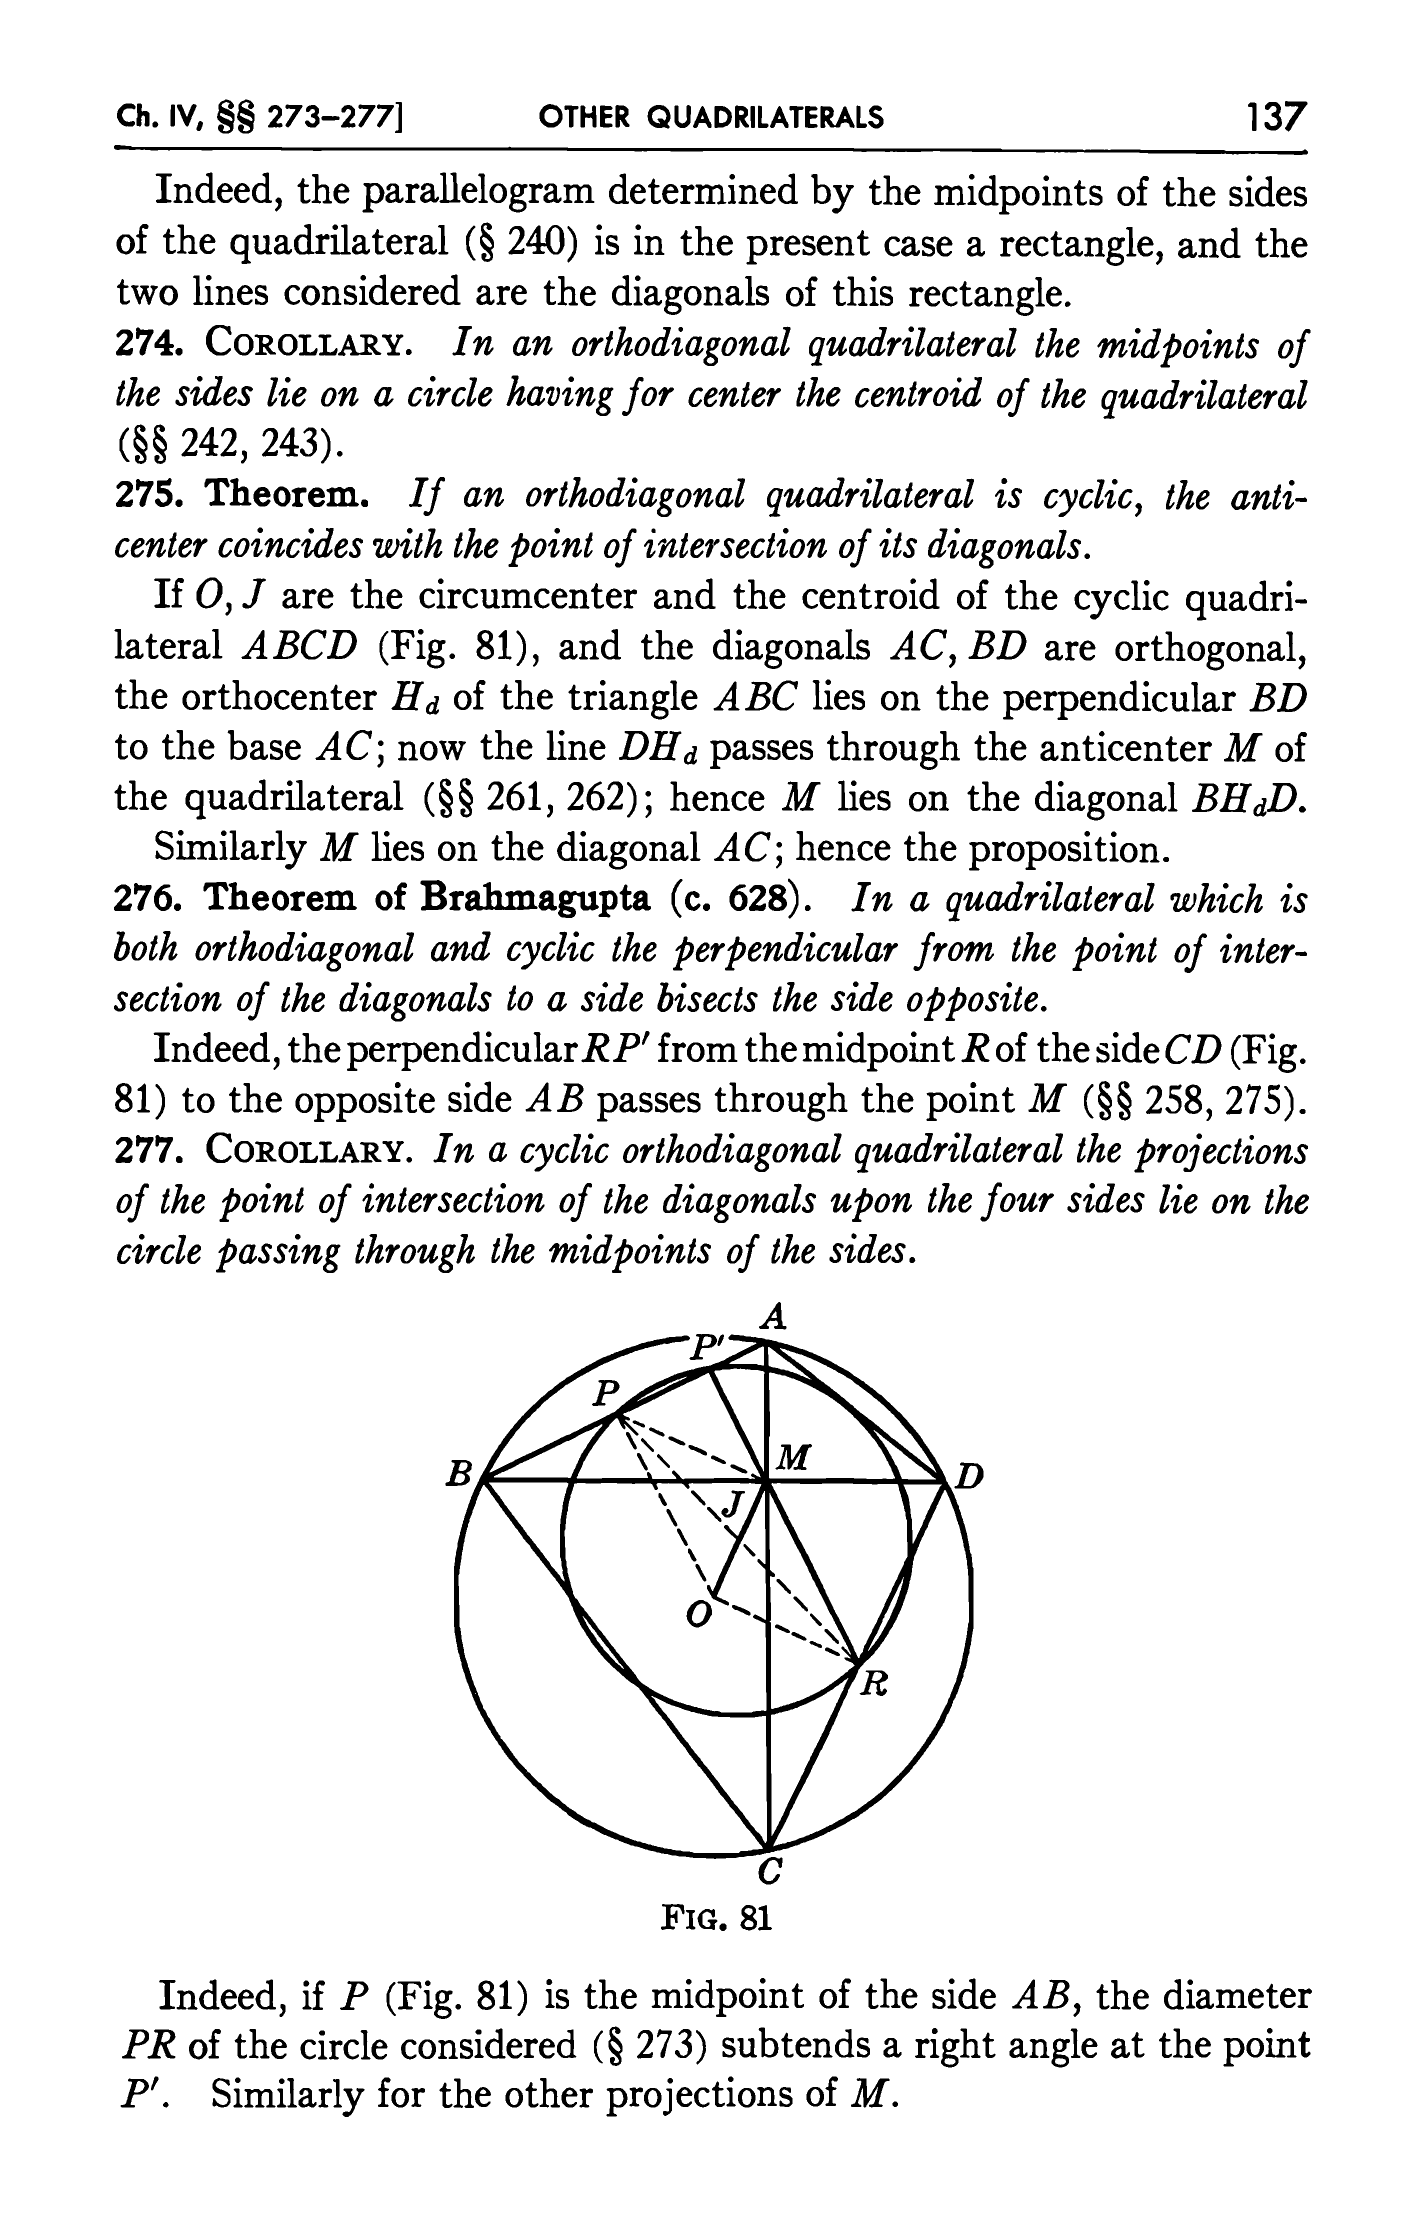 Ch. IV, §§ 273–277] OTHER QUADRILATERALS 137
Indeed, the parallelogram determined by the midpoints of the sides
of the quadrilateral (§ 240) is in the present case a rectangle, and the
two lines considered are the diagonals of this rectangle.
274. COROLLARY. In an orthodiagonal quadrilateral the midpoints of
the sides lie on a circle having for center the centroid of the quadrilateral
(§§ 242, 243).
275. Theorem. If an orthodiagonal quadrilateral is cyclic, the anti-
center coincides with the point of intersection of its diagonals.
If O, J are the circumcenter and the centroid of the cyclic quadri-
lateral ABCD (Fig. 81), and the diagonals AC, BD are orthogonal,
the orthocenter H_d of the triangle ABC lies on the perpendicular BD
to the base AC; now the line DH_d passes through the anticenter M of
the quadrilateral (§§ 261, 262); hence M lies on the diagonal BH_dD.
Similarly M lies on the diagonal AC; hence the proposition.
276. Theorem of Brahmagupta (c. 628). In a quadrilateral which is
both orthodiagonal and cyclic the perpendicular from the point of inter-
section of the diagonals to a side bisects the side opposite.
Indeed, the perpendicular RP′ from the midpoint R of the side CD (Fig.
81) to the opposite side AB passes through the point M (§§ 258, 275).
277. COROLLARY. In a cyclic orthodiagonal quadrilateral the projections
of the point of intersection of the diagonals upon the four sides lie on the
circle passing through the midpoints of the sides.
A
P′
P
M
B
D
J
O
R
C
FIG. 81
Indeed, if P (Fig. 81) is the midpoint of the side AB, the diameter
PR of the circle considered (§ 273) subtends a right angle at the point
P′. Similarly for the other projections of M.